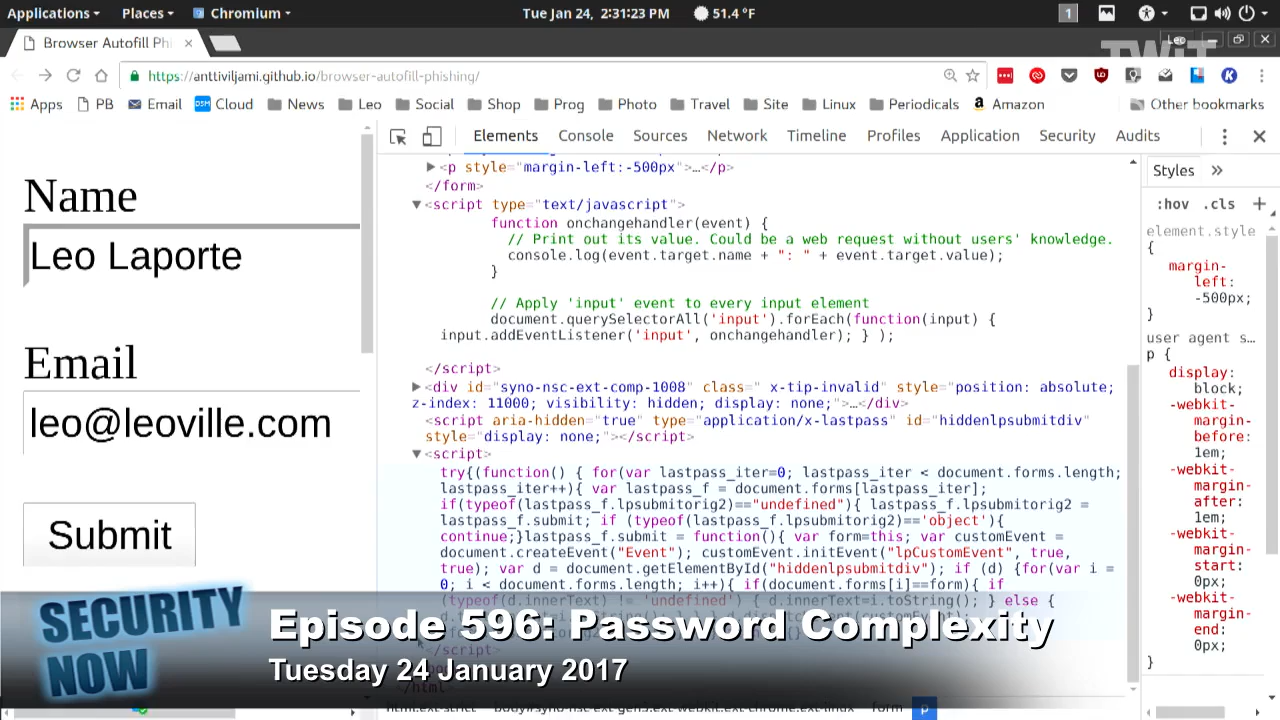 Applications Places Chromium Tue Jan 24, 2:31:23 PM 51.4 °F 1
Browser Autofill Phi Leo TWiT
https://anttiviljami.github.io/browser-autofill-phishing/
Apps PB Email DSM Cloud News Leo Social Shop Prog Photo Travel Site Linux Periodicals Amazon Other bookmarks
Name
Leo Laporte
Email
leo@leoville.com
Submit
Elements Console Sources Network Timeline Profiles Application Security Audits
<p style="margin-left:-500px">…</p>
</form>
<script type="text/javascript">
function onchangehandler(event) {
// Print out its value. Could be a web request without users' knowledge.
console.log(event.target.name + ": " + event.target.value);
}
// Apply 'input' event to every input element
document.querySelectorAll('input').forEach(function(input) {
input.addEventListener('input', onchangehandler); } );
</script>
<div id="syno-nsc-ext-comp-1008" class=" x-tip-invalid" style="position: absolute;
z-index: 11000; visibility: hidden; display: none;">…</div>
<script aria-hidden="true" type="application/x-lastpass" id="hiddenlpsubmitdiv"
style="display: none;"></script>
<script>
try{(function() { for(var lastpass_iter=0; lastpass_iter < document.forms.length;
lastpass_iter++){ var lastpass_f = document.forms[lastpass_iter];
if(typeof(lastpass_f.lpsubmitorig2)=="undefined"){ lastpass_f.lpsubmitorig2 =
lastpass_f.submit; if (typeof(lastpass_f.lpsubmitorig2)=='object'){
continue;}lastpass_f.submit = function(){ var form=this; var customEvent =
document.createEvent("Event"); customEvent.initEvent("lpCustomEvent", true,
true); var d = document.getElementById("hiddenlpsubmitdiv"); if (d) {for(var i =
0; i < document.forms.length; i++){ if(document.forms[i]==form){ if
(typeof(d.innerText) != 'undefined') { d.innerText=i.toString(); } else {
</script>
Styles »
:hov .cls +
element.style
{
margin-
left:
-500px;
}
user agent s…
p {
display:
block;
-webkit-
margin-
before:
1em;
-webkit-
margin-
after:
1em;
-webkit-
margin-
start:
0px;
-webkit-
margin-
end:
0px;
}
SECURITY
NOW
Episode 596: Password Complexity
Tuesday 24 January 2017
form p